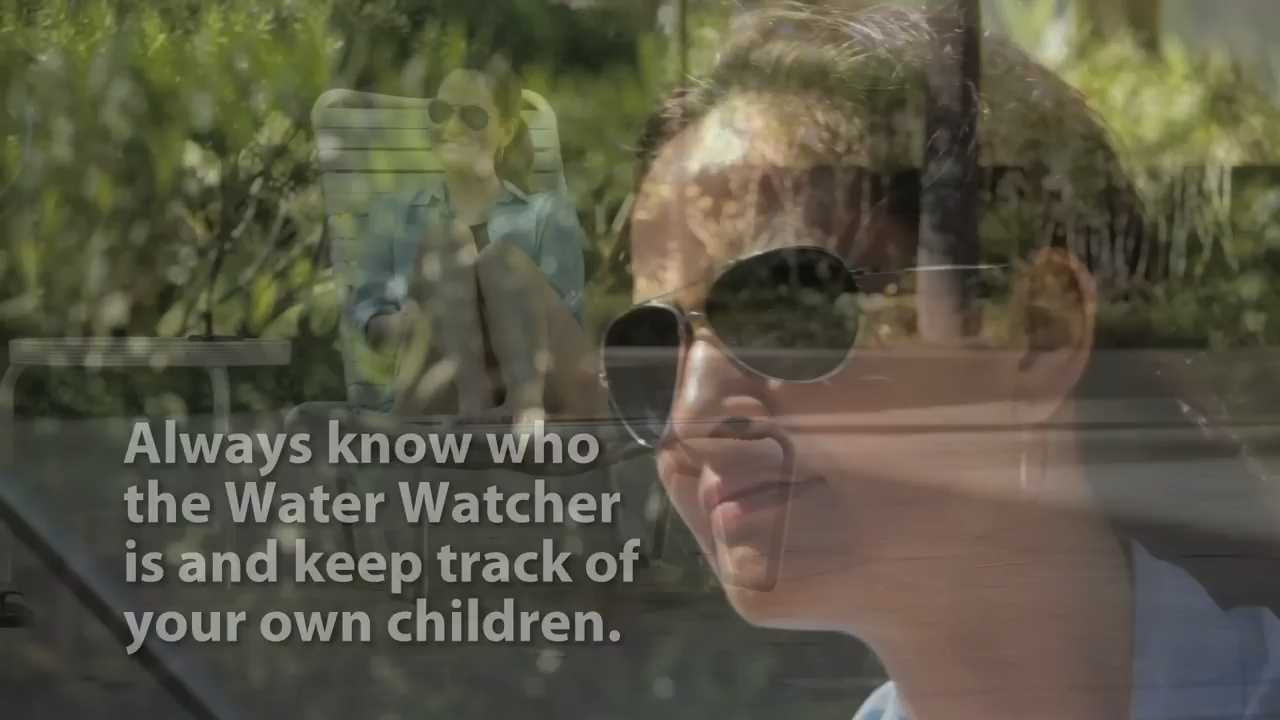 Always know who
the Water Watcher
is and keep track of
your own children.